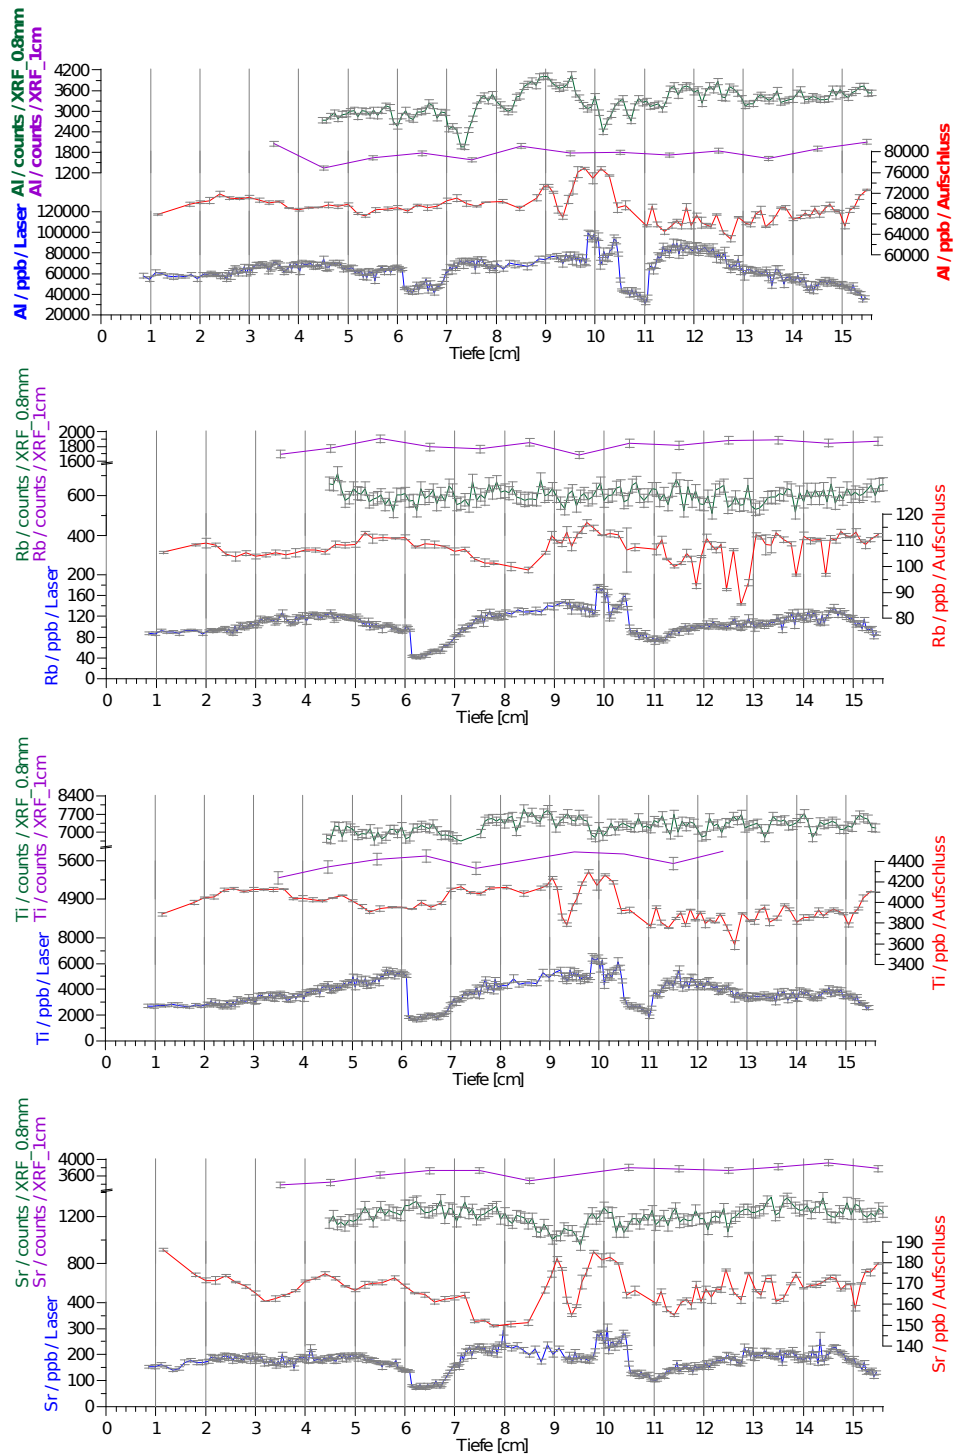 Al / counts / XRF_0.8mm
Al / counts / XRF_1cm
Al / ppb / Laser
Al / ppb / Aufschluss
4200
3600
3000
2400
1800
1200
120000
100000
80000
60000
40000
20000
80000
76000
72000
68000
64000
60000
0 1 2 3 4 5 6 7 8 9 10 11 12 13 14 15
Tiefe [cm]
Rb / counts / XRF_0.8mm
Rb / counts / XRF_1cm
Rb / ppb / Laser
Rb / ppb / Aufschluss
2000
1800
1600
600
400
200
160
120
80
40
0
120
110
100
90
80
0 1 2 3 4 5 6 7 8 9 10 11 12 13 14 15
Tiefe [cm]
Ti / counts / XRF_0.8mm
Ti / counts / XRF_1cm
Ti / ppb / Laser
Ti / ppb / Aufschluss
8400
7700
7000
5600
4900
8000
6000
4000
2000
0
4400
4200
4000
3800
3600
3400
0 1 2 3 4 5 6 7 8 9 10 11 12 13 14 15
Tiefe [cm]
Sr / counts / XRF_0.8mm
Sr / counts / XRF_1cm
Sr / ppb / Laser
Sr / ppb / Aufschluss
4000
3600
1200
800
400
300
200
100
0
190
180
170
160
150
140
0 1 2 3 4 5 6 7 8 9 10 11 12 13 14 15
Tiefe [cm]